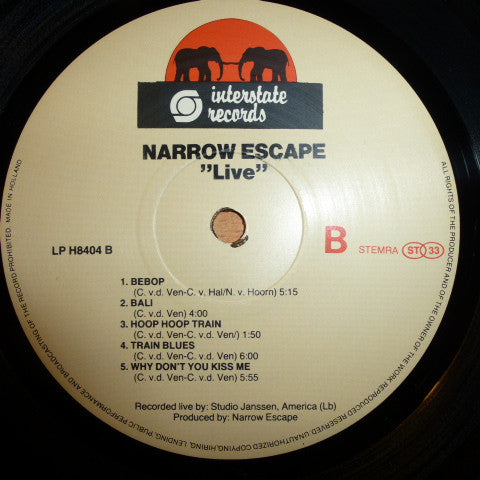 interstate
records
NARROW ESCAPE
"Live"
LP H8404 B
B
STEMRA ST 33
1. BEBOP
(C. v.d. Ven-C. v. Hal/N. v. Hoorn) 5:15
2. BALI
(C. v.d. Ven) 4:00
3. HOOP HOOP TRAIN
(C. v.d. Ven-C. v.d. Ven/) 1:50
4. TRAIN BLUES
(C. v.d. Ven-C. v.d. Ven) 6:00
5. WHY DON'T YOU KISS ME
(C. v.d. Ven-C. v.d. Ven) 5:55
Recorded live by: Studio Janssen, America (Lb)
Produced by: Narrow Escape
ALL RIGHTS OF THE PRODUCER AND OF THE OWNER OF THE WORK REPRODUCED RESERVED. UNAUTHORIZED COPYING, HIRING, LENDING, PUBLIC PERFORMANCE AND BROADCASTING OF THE RECORD PROHIBITED. MADE IN HOLLAND